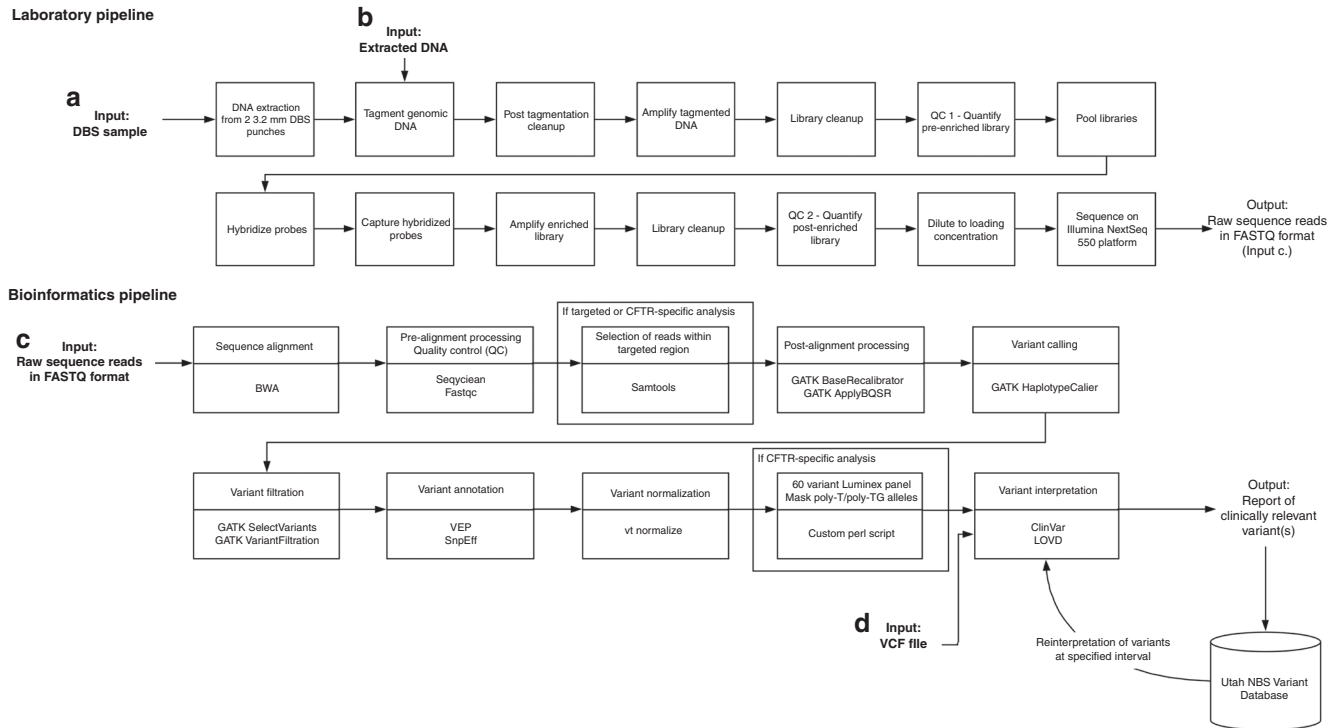 Laboratory pipeline
b
Input:
Extracted DNA
a
Input:
DBS sample
DNA extraction
from 2 3.2 mm DBS
punches
Tagment genomic
DNA
Post tagmentation
cleanup
Amplify tagmented
DNA
Library cleanup
QC 1 - Quantify
pre-enriched library
Pool libraries
Hybridize probes
Capture hybridized
probes
Amplify enriched
library
Library cleanup
QC 2 - Quantify
post-enriched
library
Dilute to loading
concentration
Sequence on
Illumina NextSeq
550 platform
Output:
Raw sequence reads
in FASTQ format
(Input c.)
Bioinformatics pipeline
c
Input:
Raw sequence reads
in FASTQ format
Sequence alignment
BWA
Pre-alignment processing
Quality control (QC)
Seqyciean
Fastqc
If targeted or CFTR-specific analysis
Selection of reads within
targeted region
Samtools
Post-alignment processing
GATK BaseRecalibrator
GATK ApplyBQSR
Variant calling
GATK HaplotypeCalier
Variant filtration
GATK SelectVariants
GATK VariantFiltration
Variant annotation
VEP
SnpEff
Variant normalization
vt normalize
If CFTR-specific analysis
60 variant Luminex panel
Mask poly-T/poly-TG alleles
Custom perl script
Variant interpretation
ClinVar
LOVD
Output:
Report of
clinically relevant
variant(s)
d
Input:
VCF flle
Reinterpretation of variants
at specified interval
Utah NBS Variant
Database